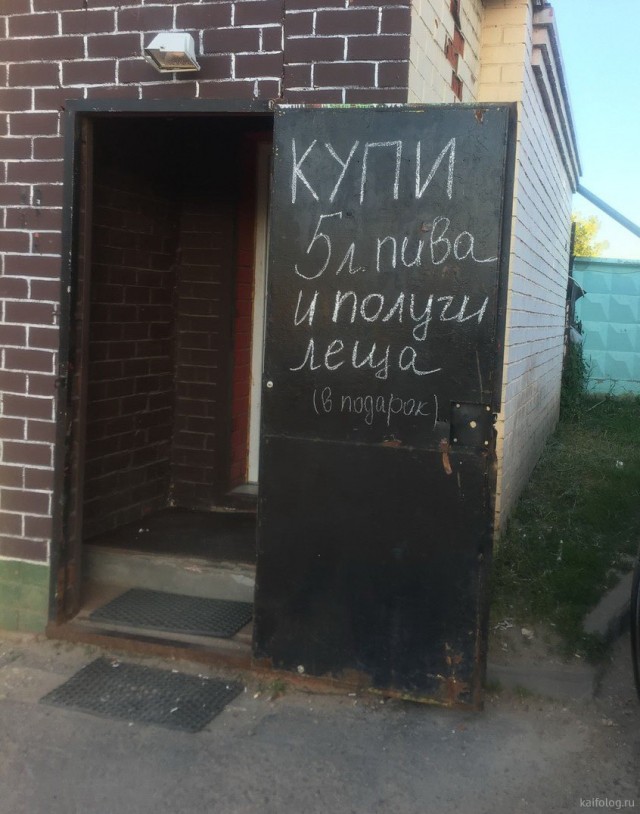 КУПИ
5л. пива
и получи
леща
(в подарок)
kaifolog.ru